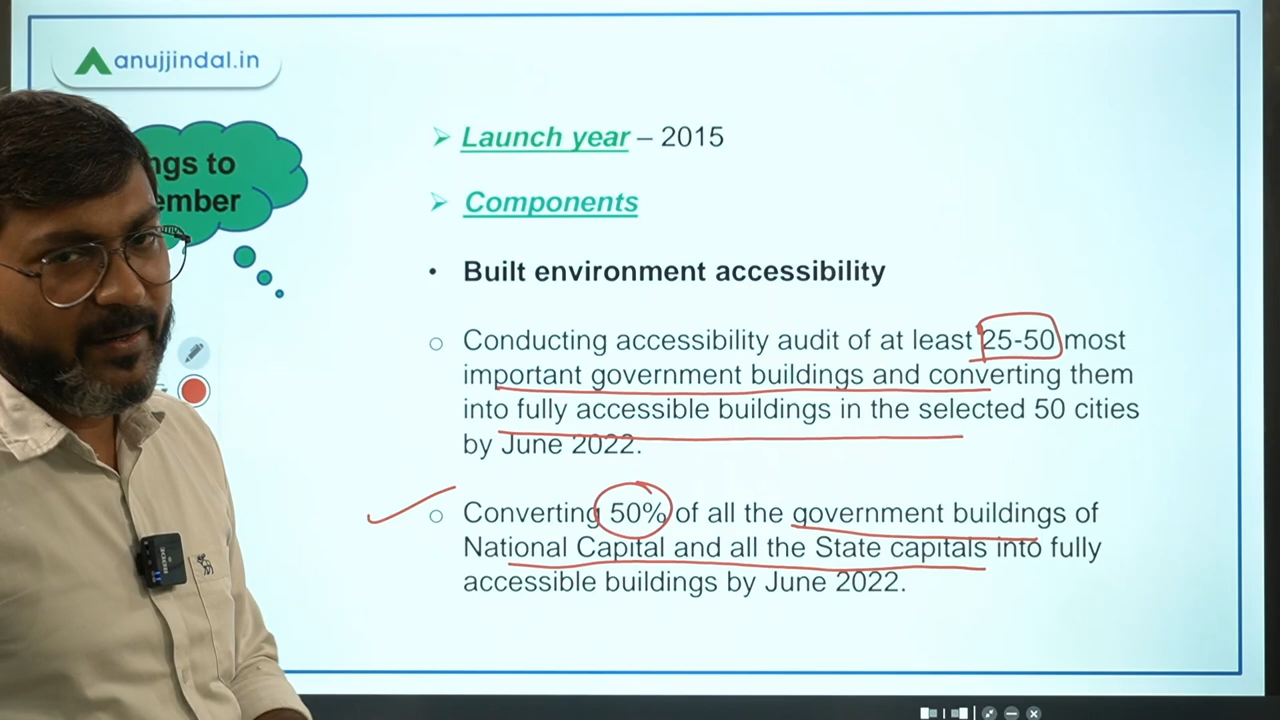 anujjindal.in
ngs to
ember
Launch year – 2015
Components
• Built environment accessibility
Conducting accessibility audit of at least 25-50 most
important government buildings and converting them
into fully accessible buildings in the selected 50 cities
by June 2022.
Converting 50% of all the government buildings of
National Capital and all the State capitals into fully
accessible buildings by June 2022.